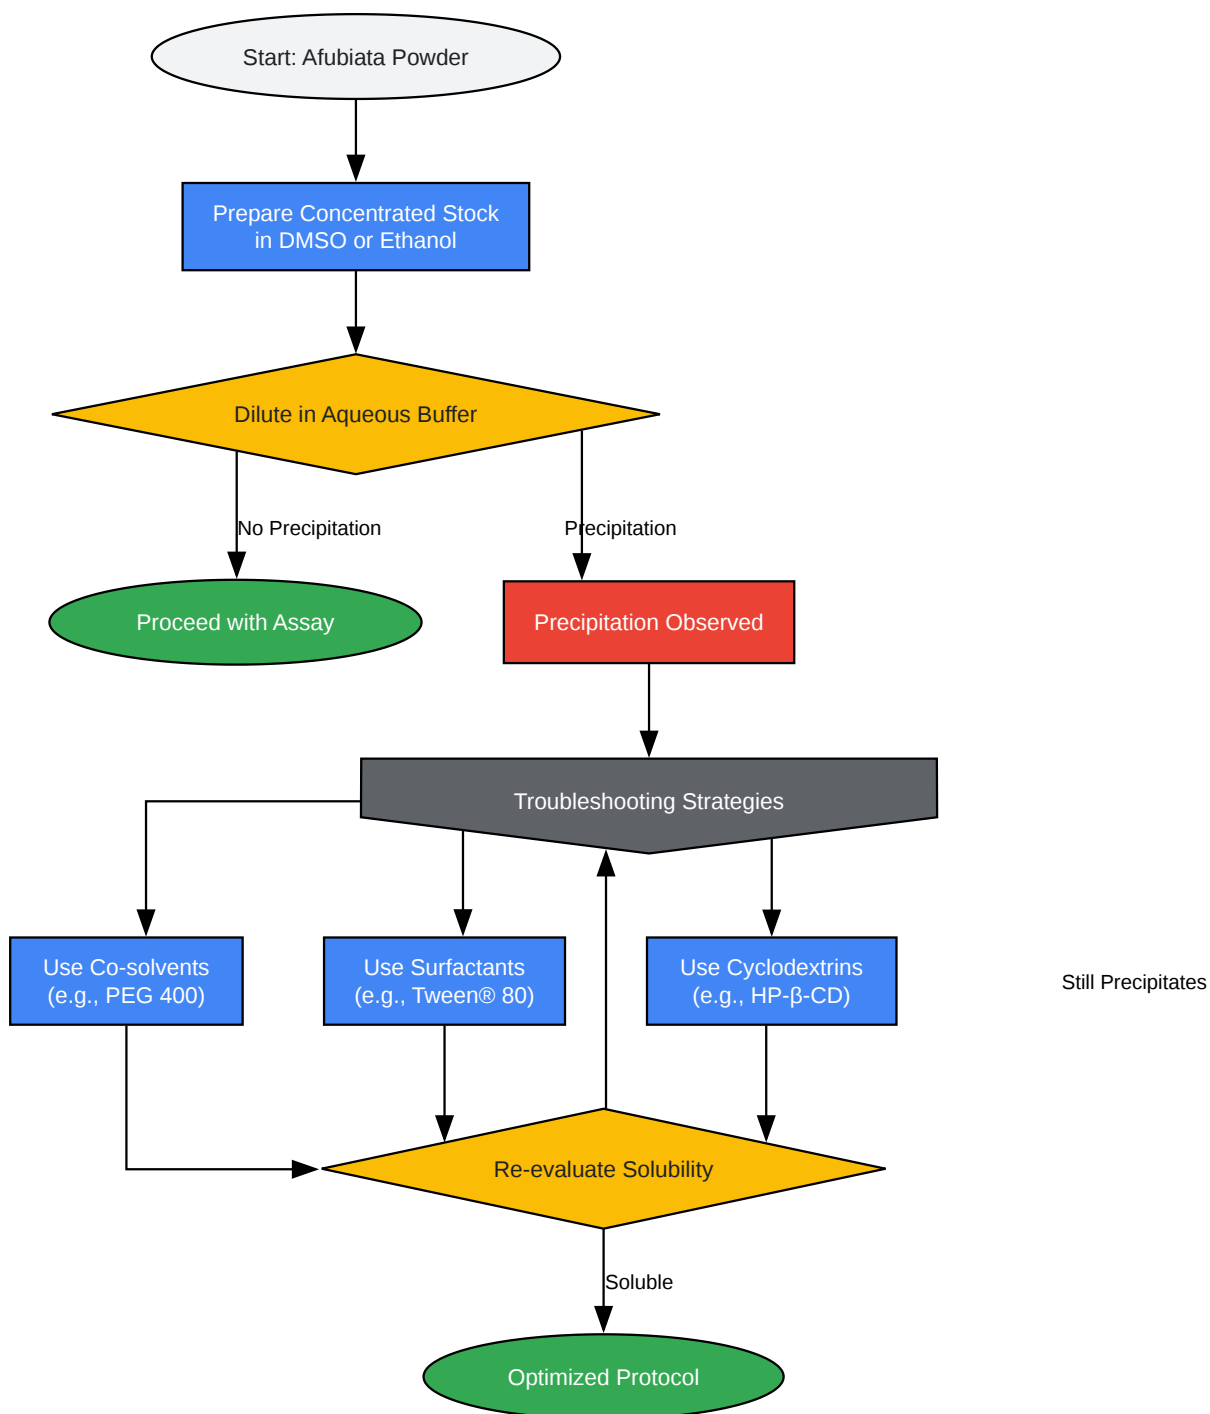 Start: Afubiata Powder
Prepare Concentrated Stock
in DMSO or Ethanol
Dilute in Aqueous Buffer
No Precipitation
Precipitation
Proceed with Assay
Precipitation Observed
Troubleshooting Strategies
Use Co-solvents
(e.g., PEG 400)
Use Surfactants
(e.g., Tween® 80)
Use Cyclodextrins
(e.g., HP-β-CD)
Still Precipitates
Re-evaluate Solubility
Soluble
Optimized Protocol